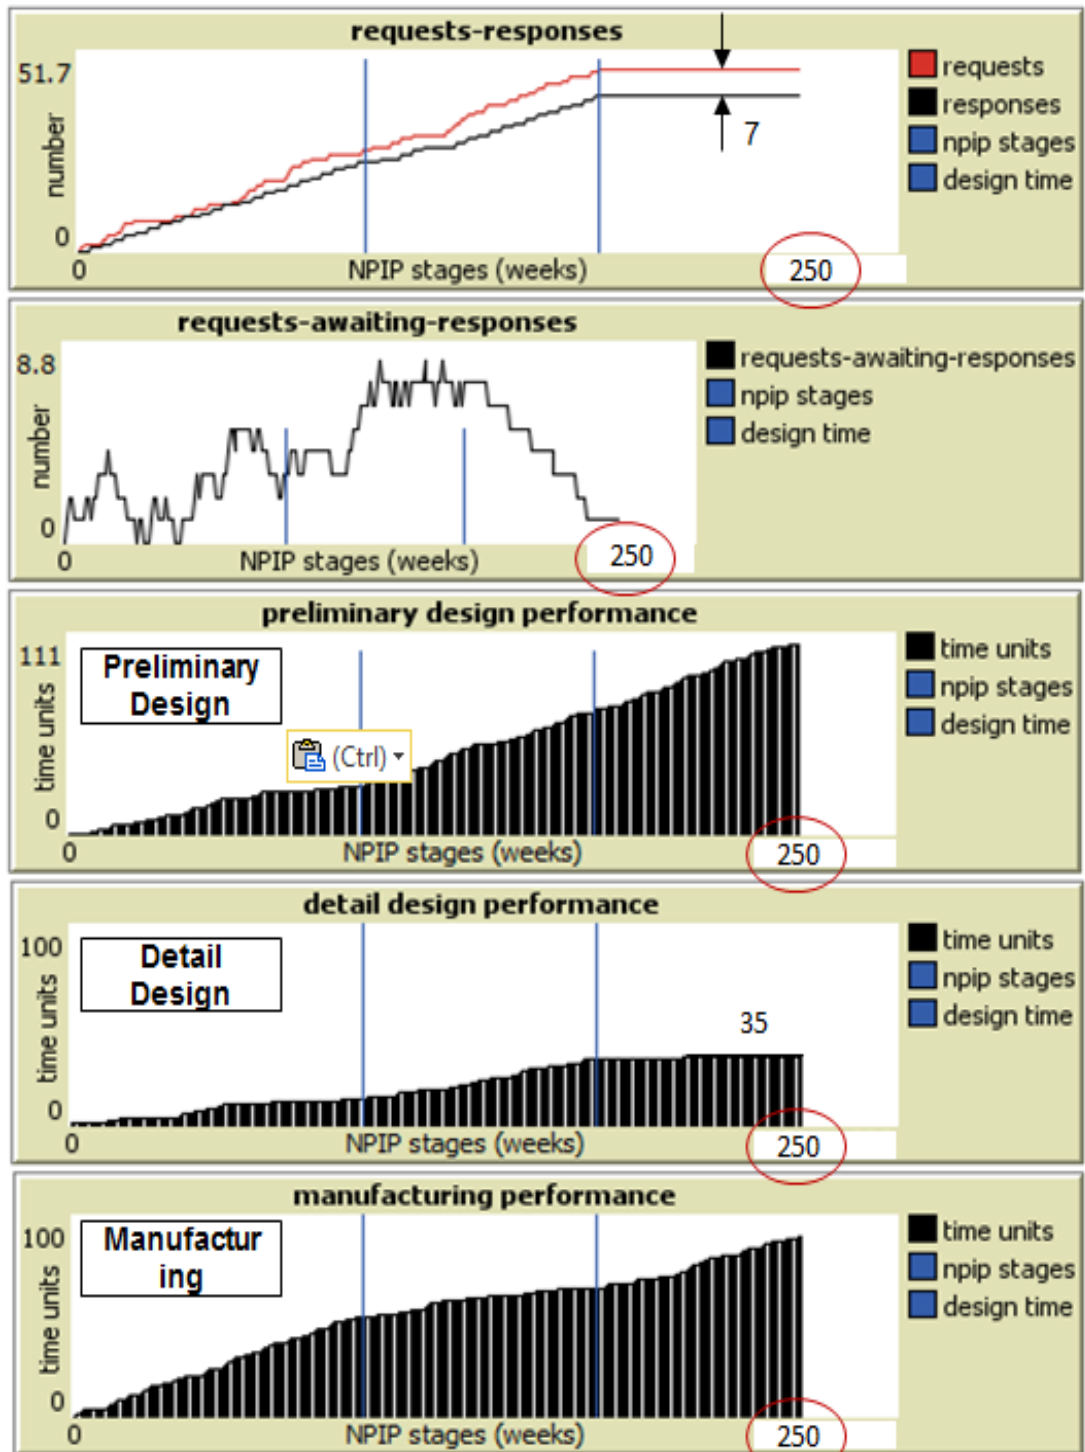 requests-responses
51.7
number
0
0
NPIP stages (weeks)
250
7
requests
responses
npip stages
design time
requests-awaiting-responses
8.8
number
0
0
NPIP stages (weeks)
250
requests-awaiting-responses
npip stages
design time
preliminary design performance
111
time units
0
0
NPIP stages (weeks)
250
Preliminary
Design
(Ctrl)
time units
npip stages
design time
detail design performance
100
time units
0
0
NPIP stages (weeks)
250
Detail
Design
35
time units
npip stages
design time
manufacturing performance
100
time units
0
0
NPIP stages (weeks)
250
Manufactur
ing
time units
npip stages
design time